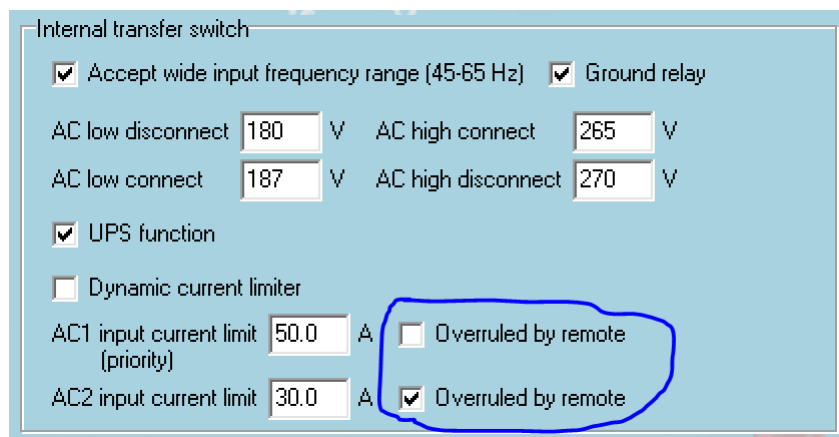 Internal transfer switch
Accept wide input frequency range (45-65 Hz) Ground relay
AC low disconnect 180 V AC high connect 265 V
AC low connect 187 V AC high disconnect 270 V
UPS function
Dynamic current limiter
AC1 input current limit 50.0 A Overruled by remote
(priority)
AC2 input current limit 30.0 A Overruled by remote